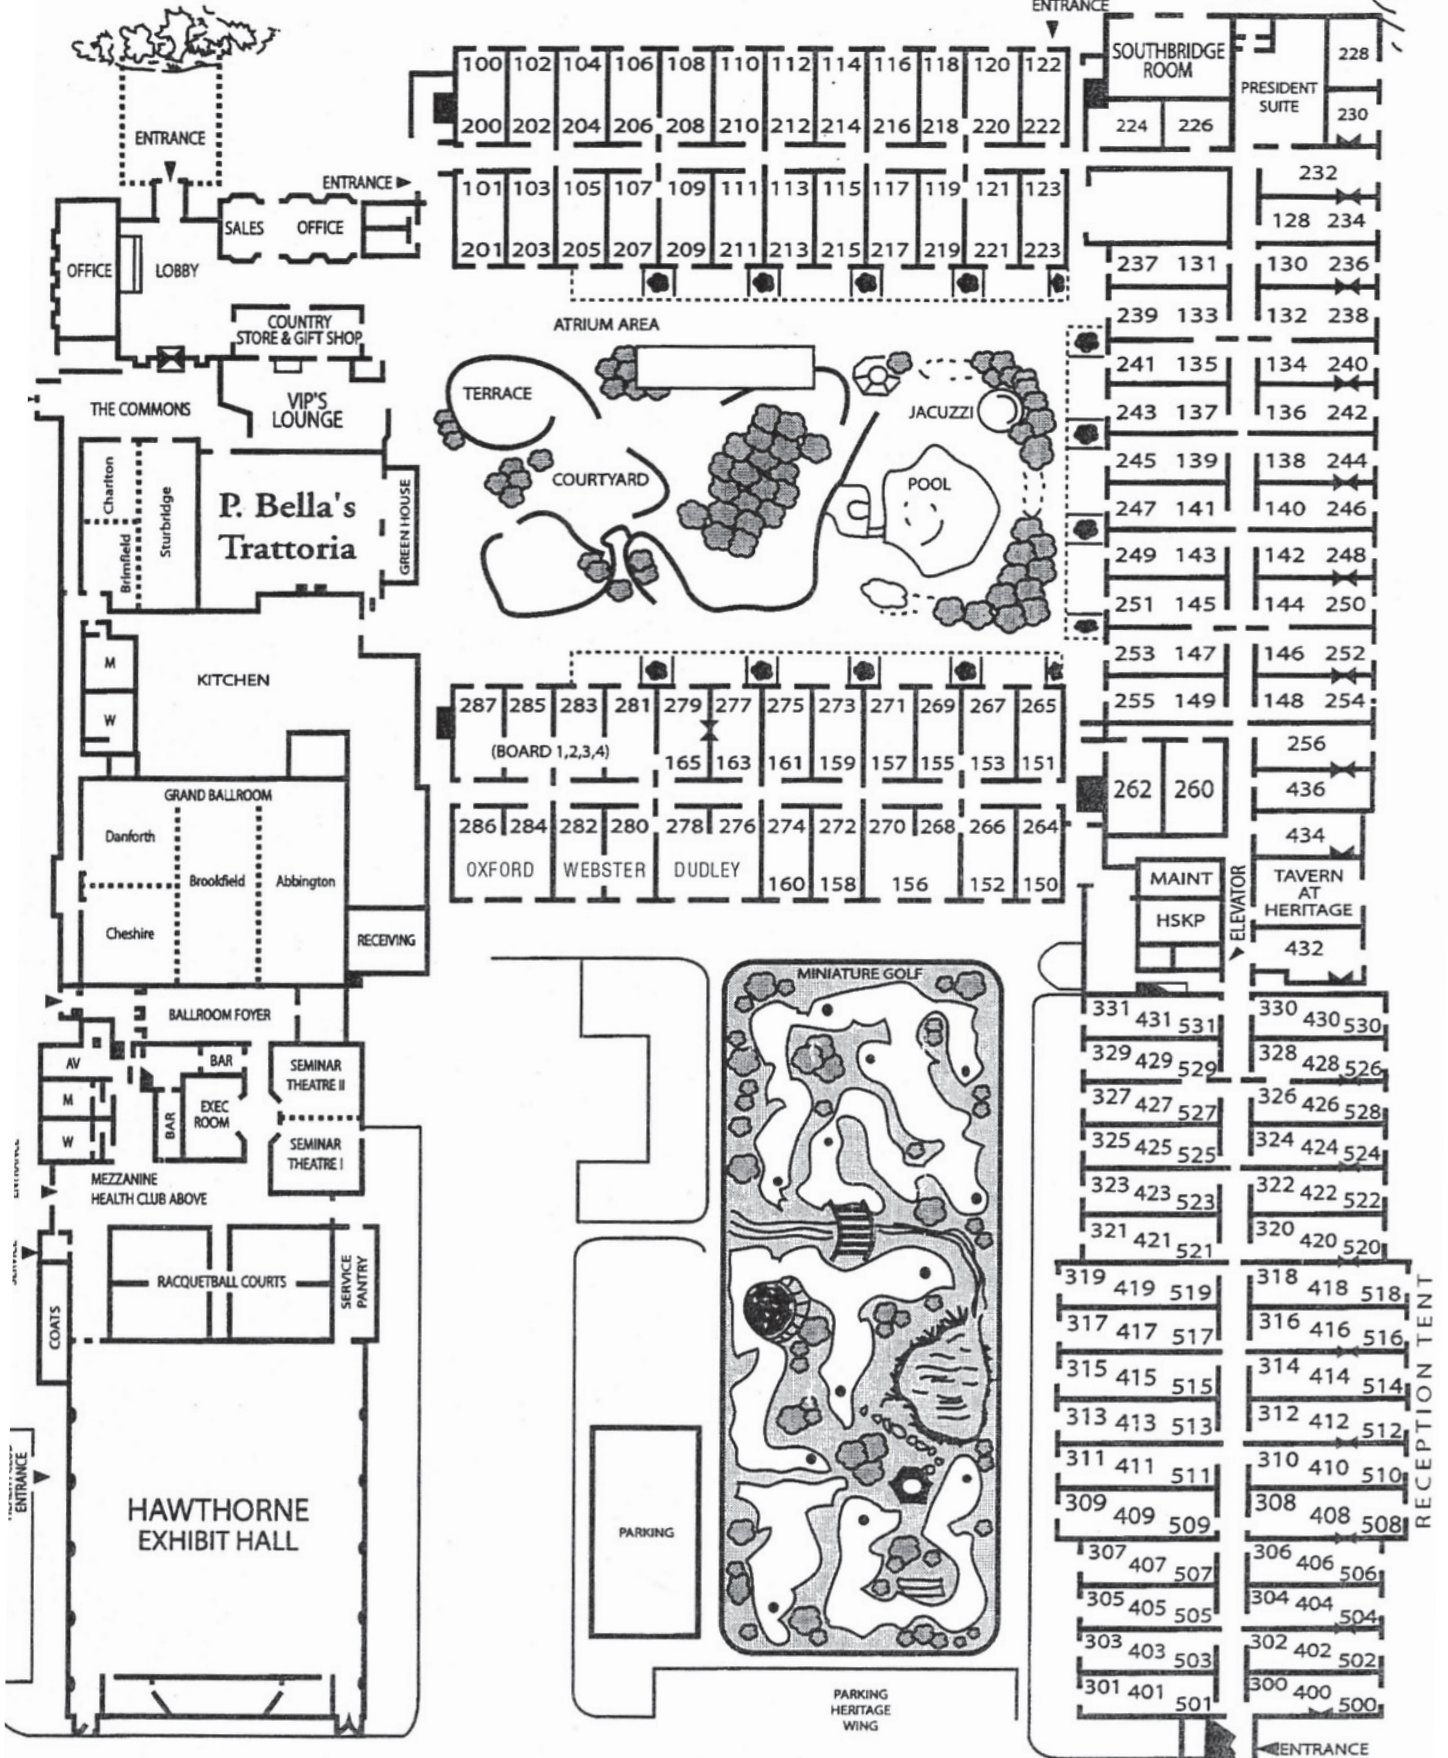 ENTRANCE
ENTRANCE
ENTRANCE
SALES
OFFICE
OFFICE
LOBBY
COUNTRY
STORE & GIFT SHOP
VIP'S
LOUNGE
THE COMMONS
Charlton
Brimfield
Sturbridge
P. Bella's
Trattoria
GREEN HOUSE
M
W
KITCHEN
GRAND BALLROOM
Danforth
Brookfield
Abbington
Cheshire
RECEIVING
BALLROOM FOYER
AV
M
W
BAR
BAR
EXEC
ROOM
SEMINAR
THEATRE II
SEMINAR
THEATRE I
MEZZANINE
HEALTH CLUB ABOVE
RACQUETBALL COURTS
SERVICE
PANTRY
COATS
ENTRANCE
HAWTHORNE
EXHIBIT HALL
100 102 104 106 108 110 112 114 116 118 120 122
200 202 204 206 208 210 212 214 216 218 220 222
101 103 105 107 109 111 113 115 117 119 121 123
201 203 205 207 209 211 213 215 217 219 221 223
ATRIUM AREA
TERRACE
COURTYARD
JACUZZI
POOL
287 285 283 281 279 277 275 273 271 269 267 265
(BOARD 1,2,3,4)
165 163 161 159 157 155 153 151
286 284 282 280 278 276 274 272 270 268 266 264
OXFORD WEBSTER DUDLEY
160 158 156 152 150
MINIATURE GOLF
PARKING
PARKING
HERITAGE
WING
SOUTHBRIDGE
ROOM
224 226
PRESIDENT
SUITE
228
230
232
128 234
237 131 130 236
239 133 132 238
241 135 134 240
243 137 136 242
245 139 138 244
247 141 140 246
249 143 142 248
251 145 144 250
253 147 146 252
255 149 148 254
256
262 260 436
434
MAINT
HSKP
ELEVATOR
TAVERN
AT
HERITAGE
432
331 431 531 330 430 530
329 429 529 328 428 526
327 427 527 326 426 528
325 425 525 324 424 524
323 423 523 322 422 522
321 421 521 320 420 520
319 419 519 318 418 518
317 417 517 316 416 516
315 415 515 314 414 514
313 413 513 312 412 512
311 411 511 310 410 510
309 409 509 308 408 508
307 407 507 306 406 506
305 405 505 304 404 504
303 403 503 302 402 502
301 401 501 300 400 500
RECEPTION TENT
ENTRANCE